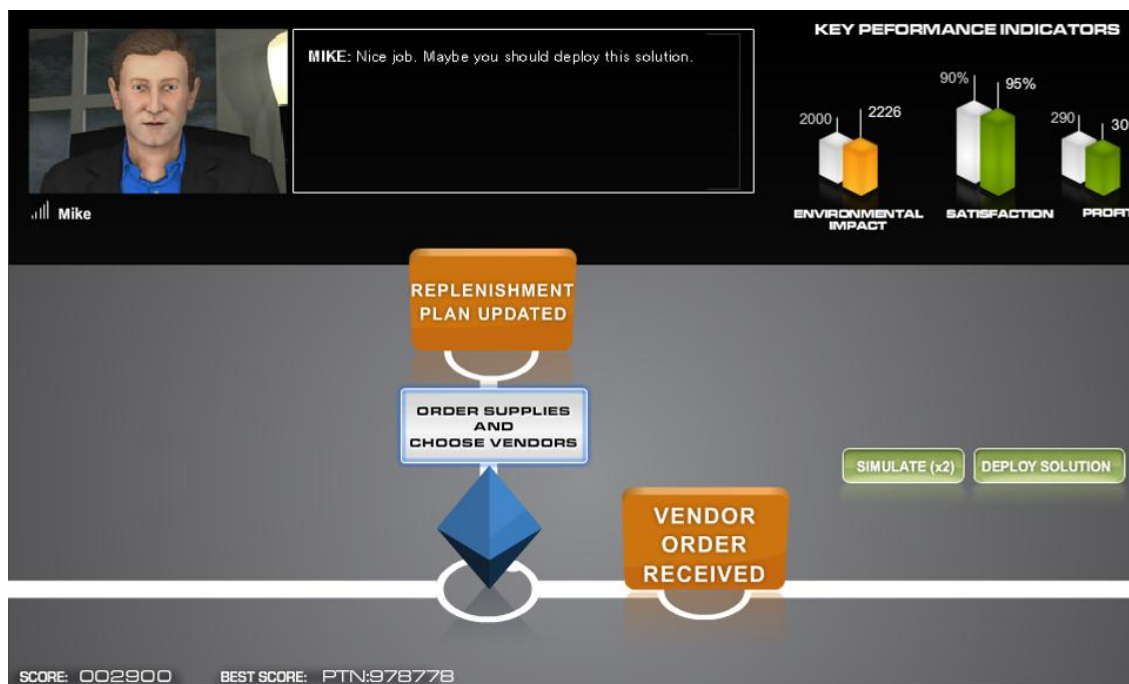 MIKE: Nice job. Maybe you should deploy this solution.
Mike
KEY PEFORMANCE INDICATORS
2000
2226
90%
95%
290
30
ENVIRONMENTAL
IMPACT
SATISFACTION
PROFIT
REPLENISHMENT
PLAN UPDATED
ORDER SUPPLIES
AND
CHOOSE VENDORS
SIMULATE (x2)
DEPLOY SOLUTION
VENDOR
ORDER
RECEIVED
SCORE: 002900
BEST SCORE: PTN:978778